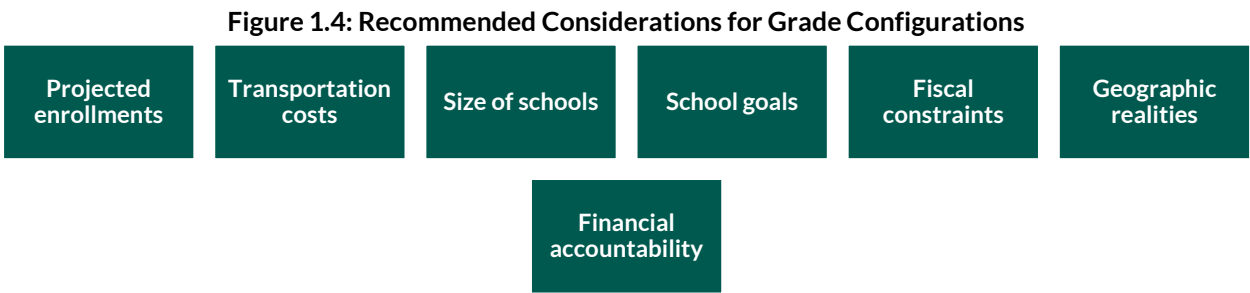 Figure 1.4: Recommended Considerations for Grade Configurations
Projected
enrollments
Transportation
costs
Size of schools
School goals
Fiscal
constraints
Geographic
realities
Financial
accountability